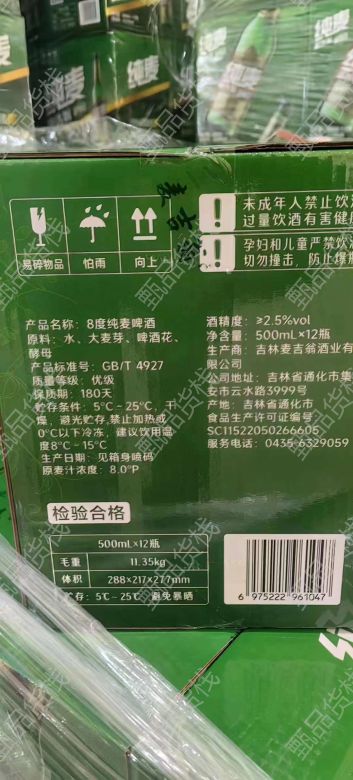 纯麦
纯麦
未成年人禁止饮酒
过量饮酒有害健
孕妇和儿童严禁饮
切勿撞击，防止爆瓶
易碎物品
怕雨
向上
产品名称：8度纯麦啤酒
原料：水、大麦芽、啤酒花、
酵母
产品标准号：GB/T 4927
质量等级：优级
保质期：180天
贮存条件：5℃~25℃，干
燥，避光贮存，禁止加热或
0℃以下冷冻，建议饮用温
度8℃~15℃
生产日期：见箱身喷码
原麦汁浓度：8.0°P
酒精度：≥2.5%vol
净含量：500mL×12瓶
生产商：吉林麦吉翁酒业有
限公司
公司地址：吉林省通化市集
安市云水路3999号
产地：吉林省通化市
食品生产许可证编号
SC11522050266605
服务电话：0435-6329059
检验合格
500mL×12瓶
毛重 11.35kg
体积 288×217×277mm
贮存：5℃~25℃ 避免暴晒
6 975222 961047
甄品货栈